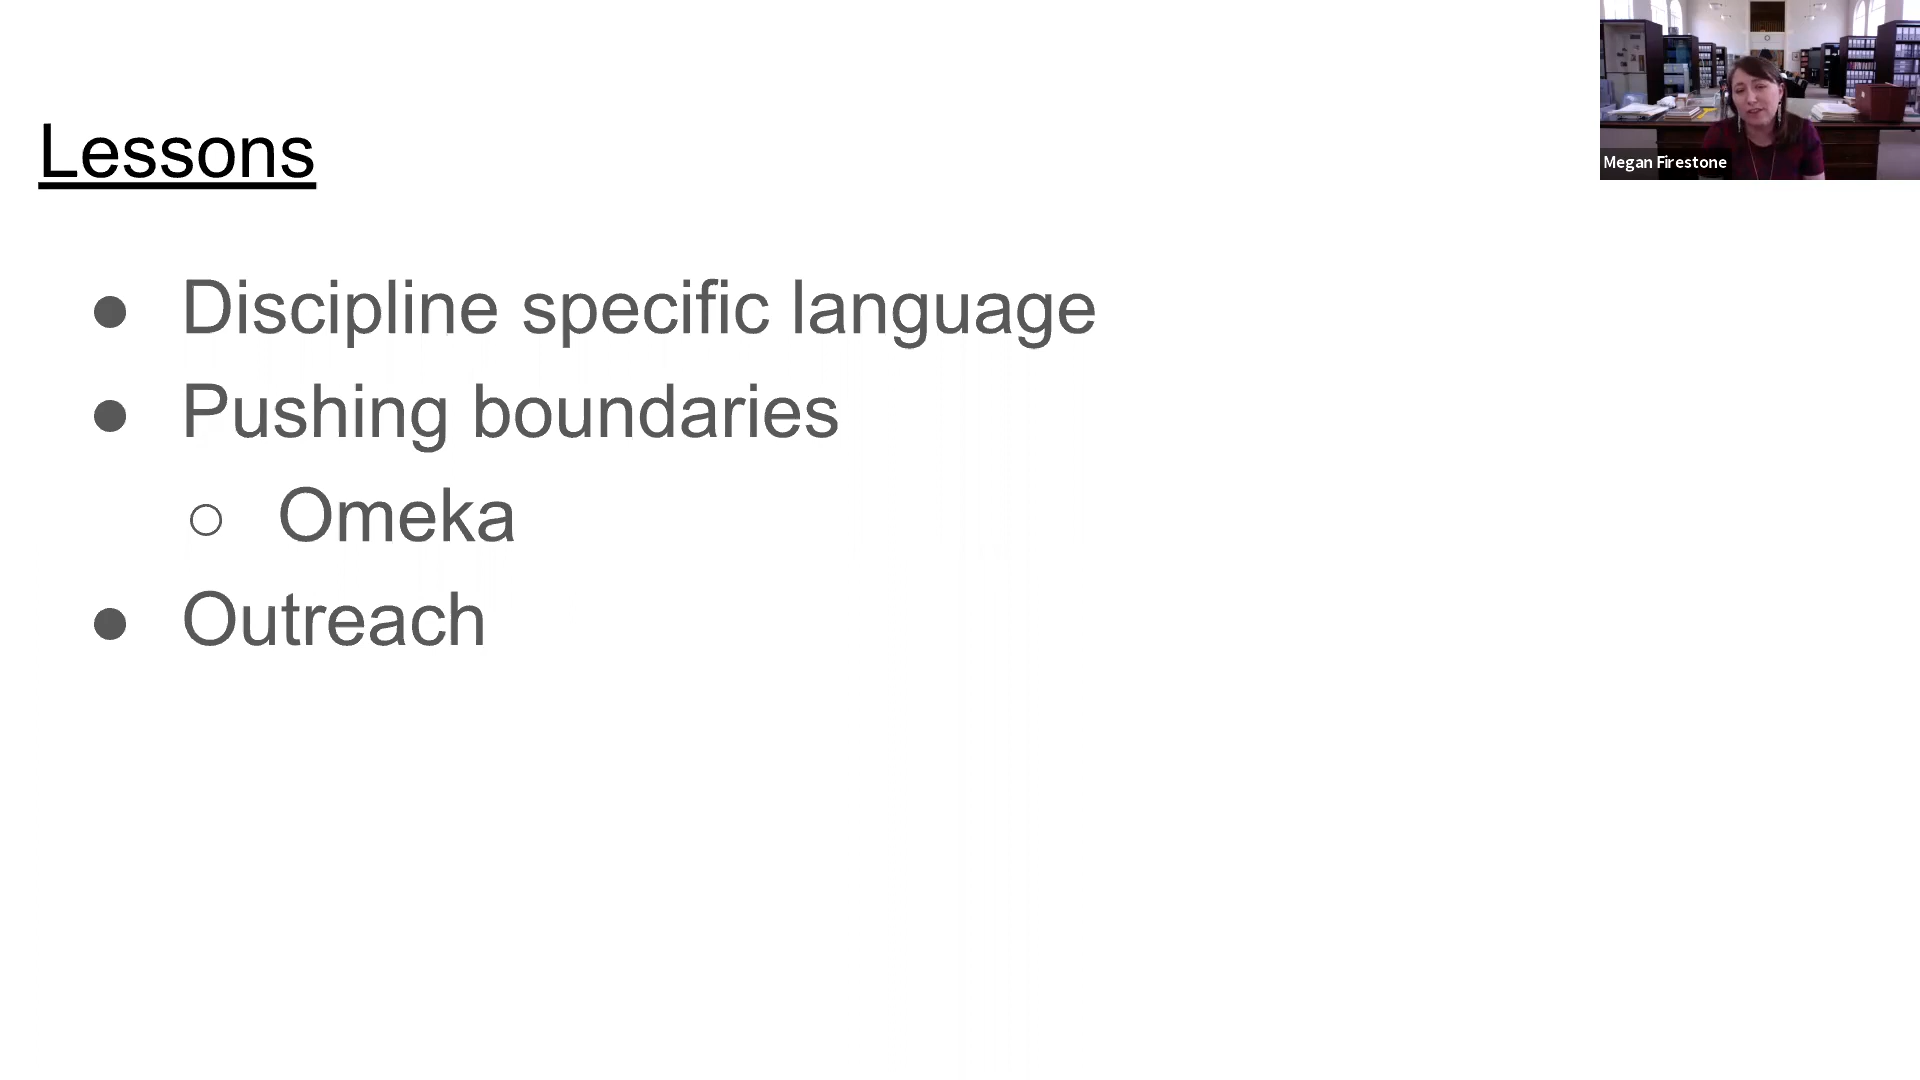 Lessons
● Discipline specific language
● Pushing boundaries
○ Omeka
● Outreach
Megan Firestone